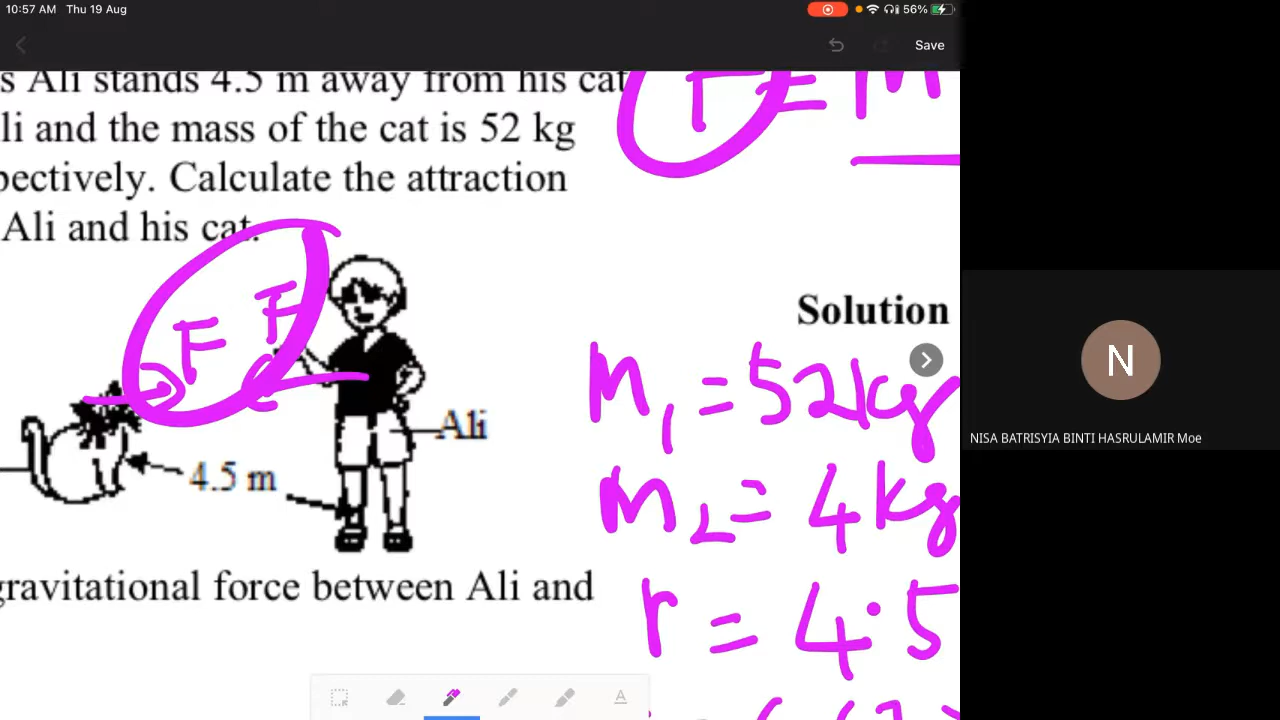 10:57 AM Thu 19 Aug
56%
Save
s Ali stands 4.5 m away from his cat
li and the mass of the cat is 52 kg
pectively. Calculate the attraction
Ali and his cat.
F = m
F F
Ali
4.5 m
gravitational force between Ali and
Solution
m₁ = 52kg
m₂ = 4kg
r = 4.5
A
N
NISA BATRISYIA BINTI HASRULAMIR Moe